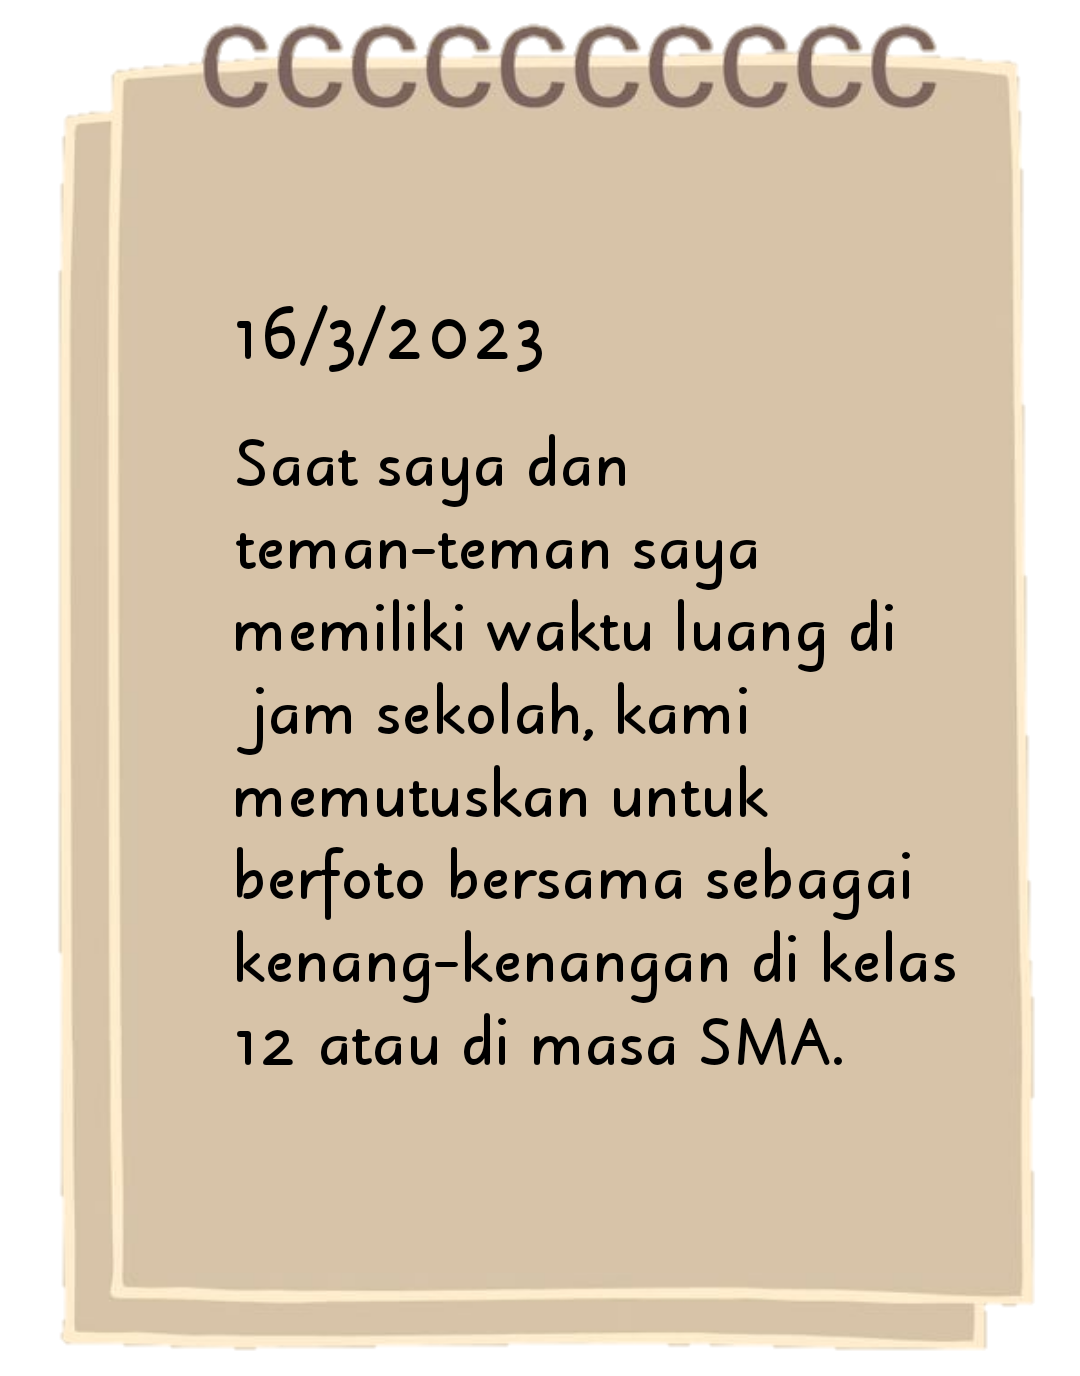 16/3/2023
Saat saya dan
teman-teman saya
memiliki waktu luang di
jam sekolah, kami
memutuskan untuk
berfoto bersama sebagai
kenang-kenangan di kelas
12 atau di masa SMA.